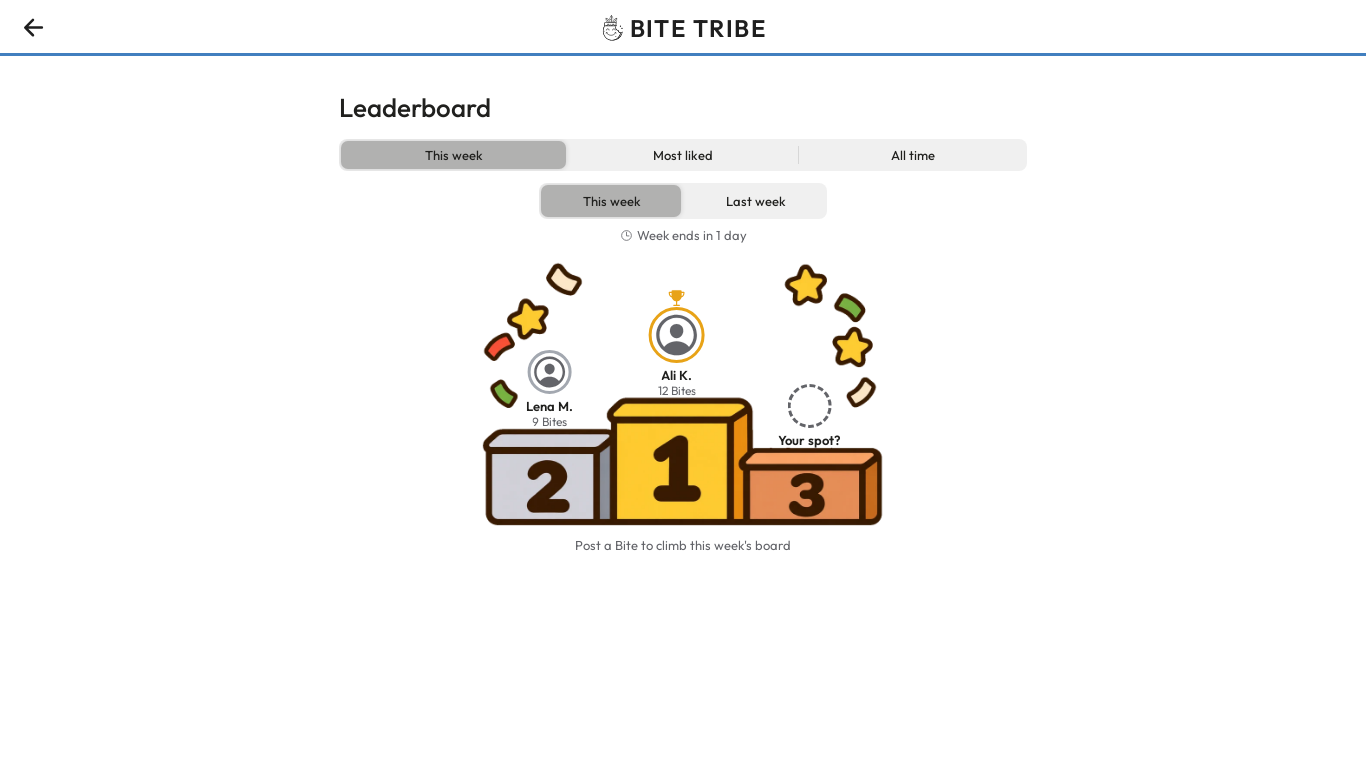 BITE TRIBE
Leaderboard
This week
Most liked
All time
This week
Last week
Week ends in 1 day
Ali K.
12 Bites
Lena M.
9 Bites
Your spot?
1
2
3
Post a Bite to climb this week's board